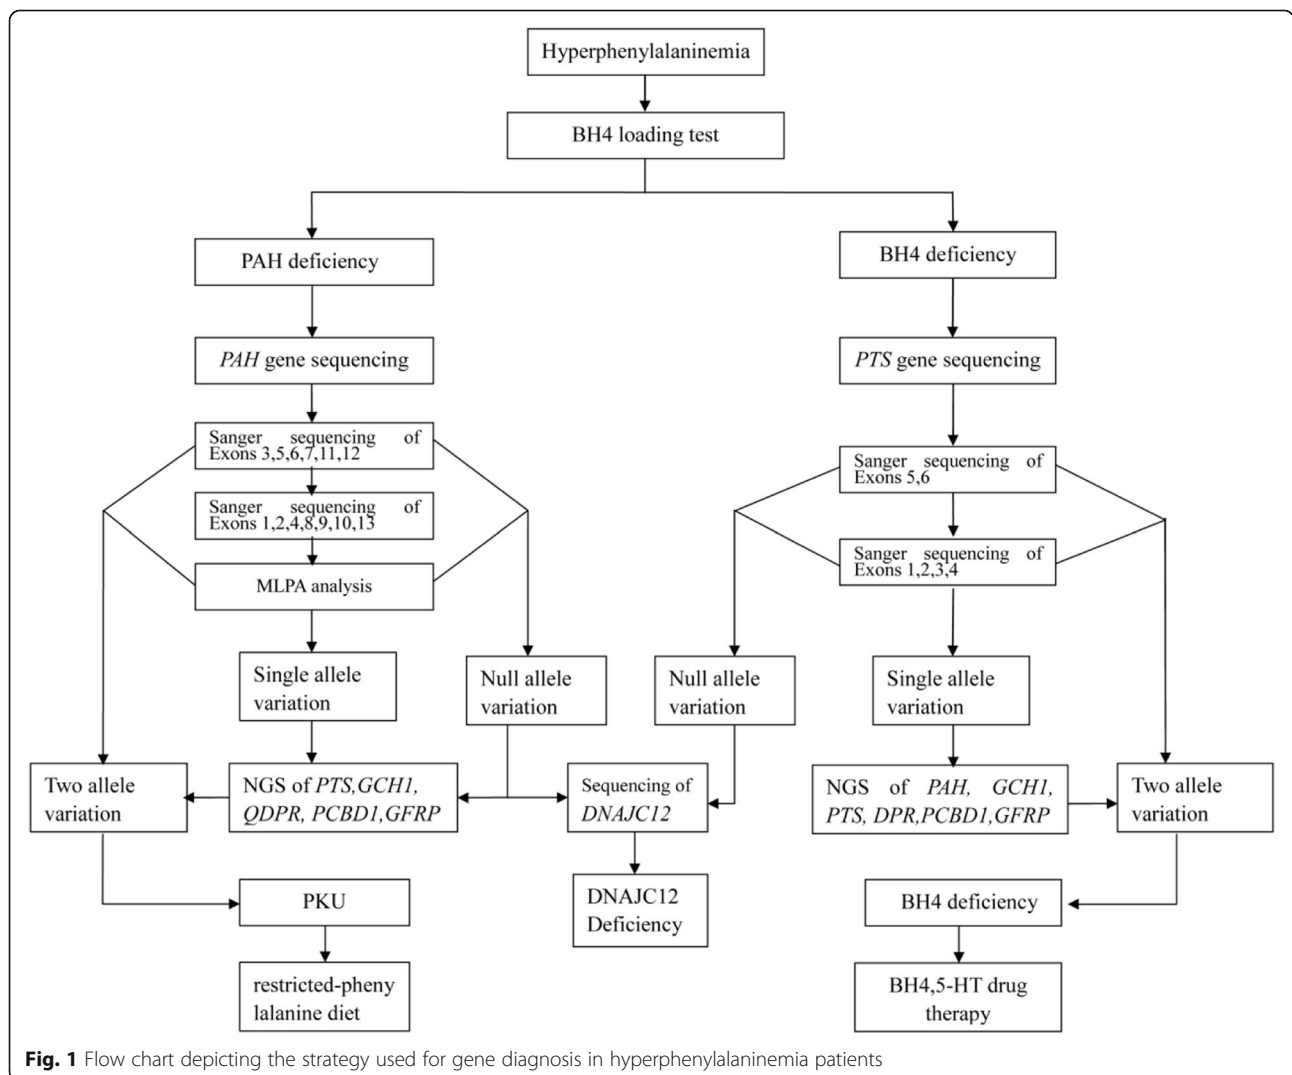 Hyperphenylalaninemia
BH4 loading test
PAH deficiency
BH4 deficiency
PAH gene sequencing
PTS gene sequencing
Sanger sequencing of
Exons 3,5,6,7,11,12
Sanger sequencing of
Exons 5,6
Sanger sequencing of
Exons 1,2,4,8,9,10,13
Sanger sequencing of
Exons 1,2,3,4
MLPA analysis
Single allele
variation
Null allele
variation
Null allele
variation
Single allele
variation
Two allele
variation
NGS of PTS,GCH1,
QDPR, PCBD1,GFRP
Sequencing of
DNAJC12
NGS of PAH, GCH1,
PTS, DPR,PCBD1,GFRP
Two allele
variation
PKU
DNAJC12
Deficiency
BH4 deficiency
restricted-pheny
lalanine diet
BH4,5-HT drug
therapy
Fig. 1 Flow chart depicting the strategy used for gene diagnosis in hyperphenylalaninemia patients